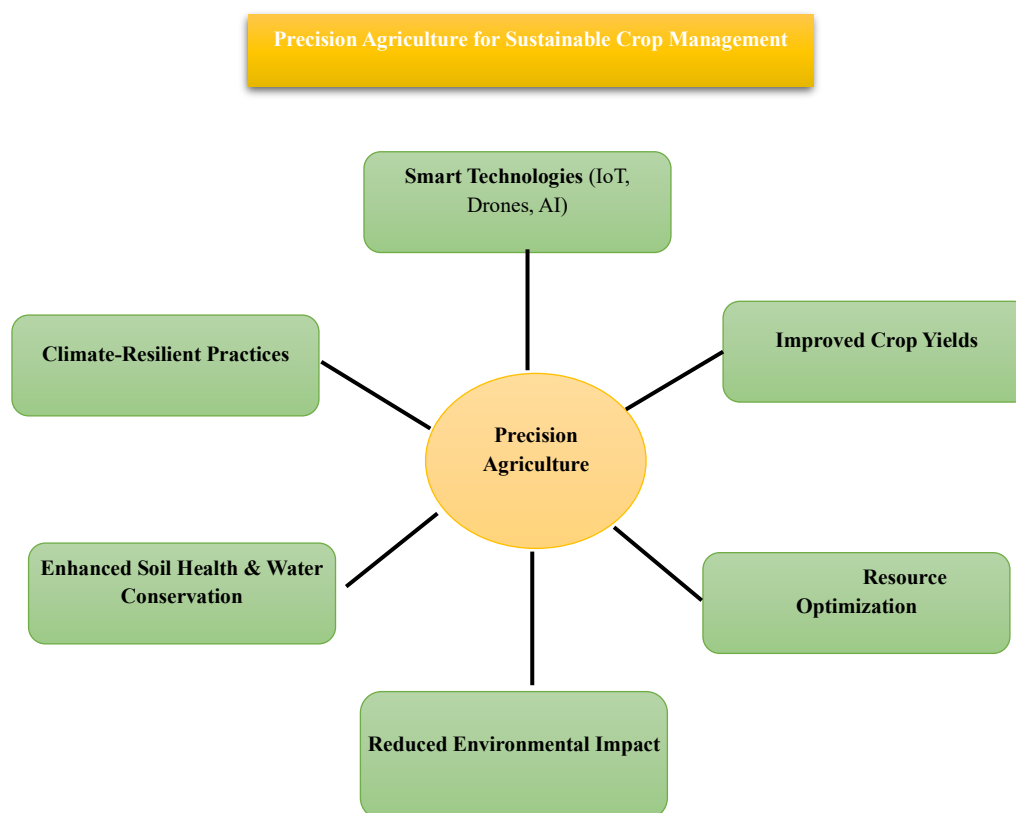 Precision Agriculture for Sustainable Crop Management
Smart Technologies (IoT,
Drones, AI)
Climate-Resilient Practices
Improved Crop Yields
Precision
Agriculture
Enhanced Soil Health & Water
Conservation
Resource
Optimization
Reduced Environmental Impact